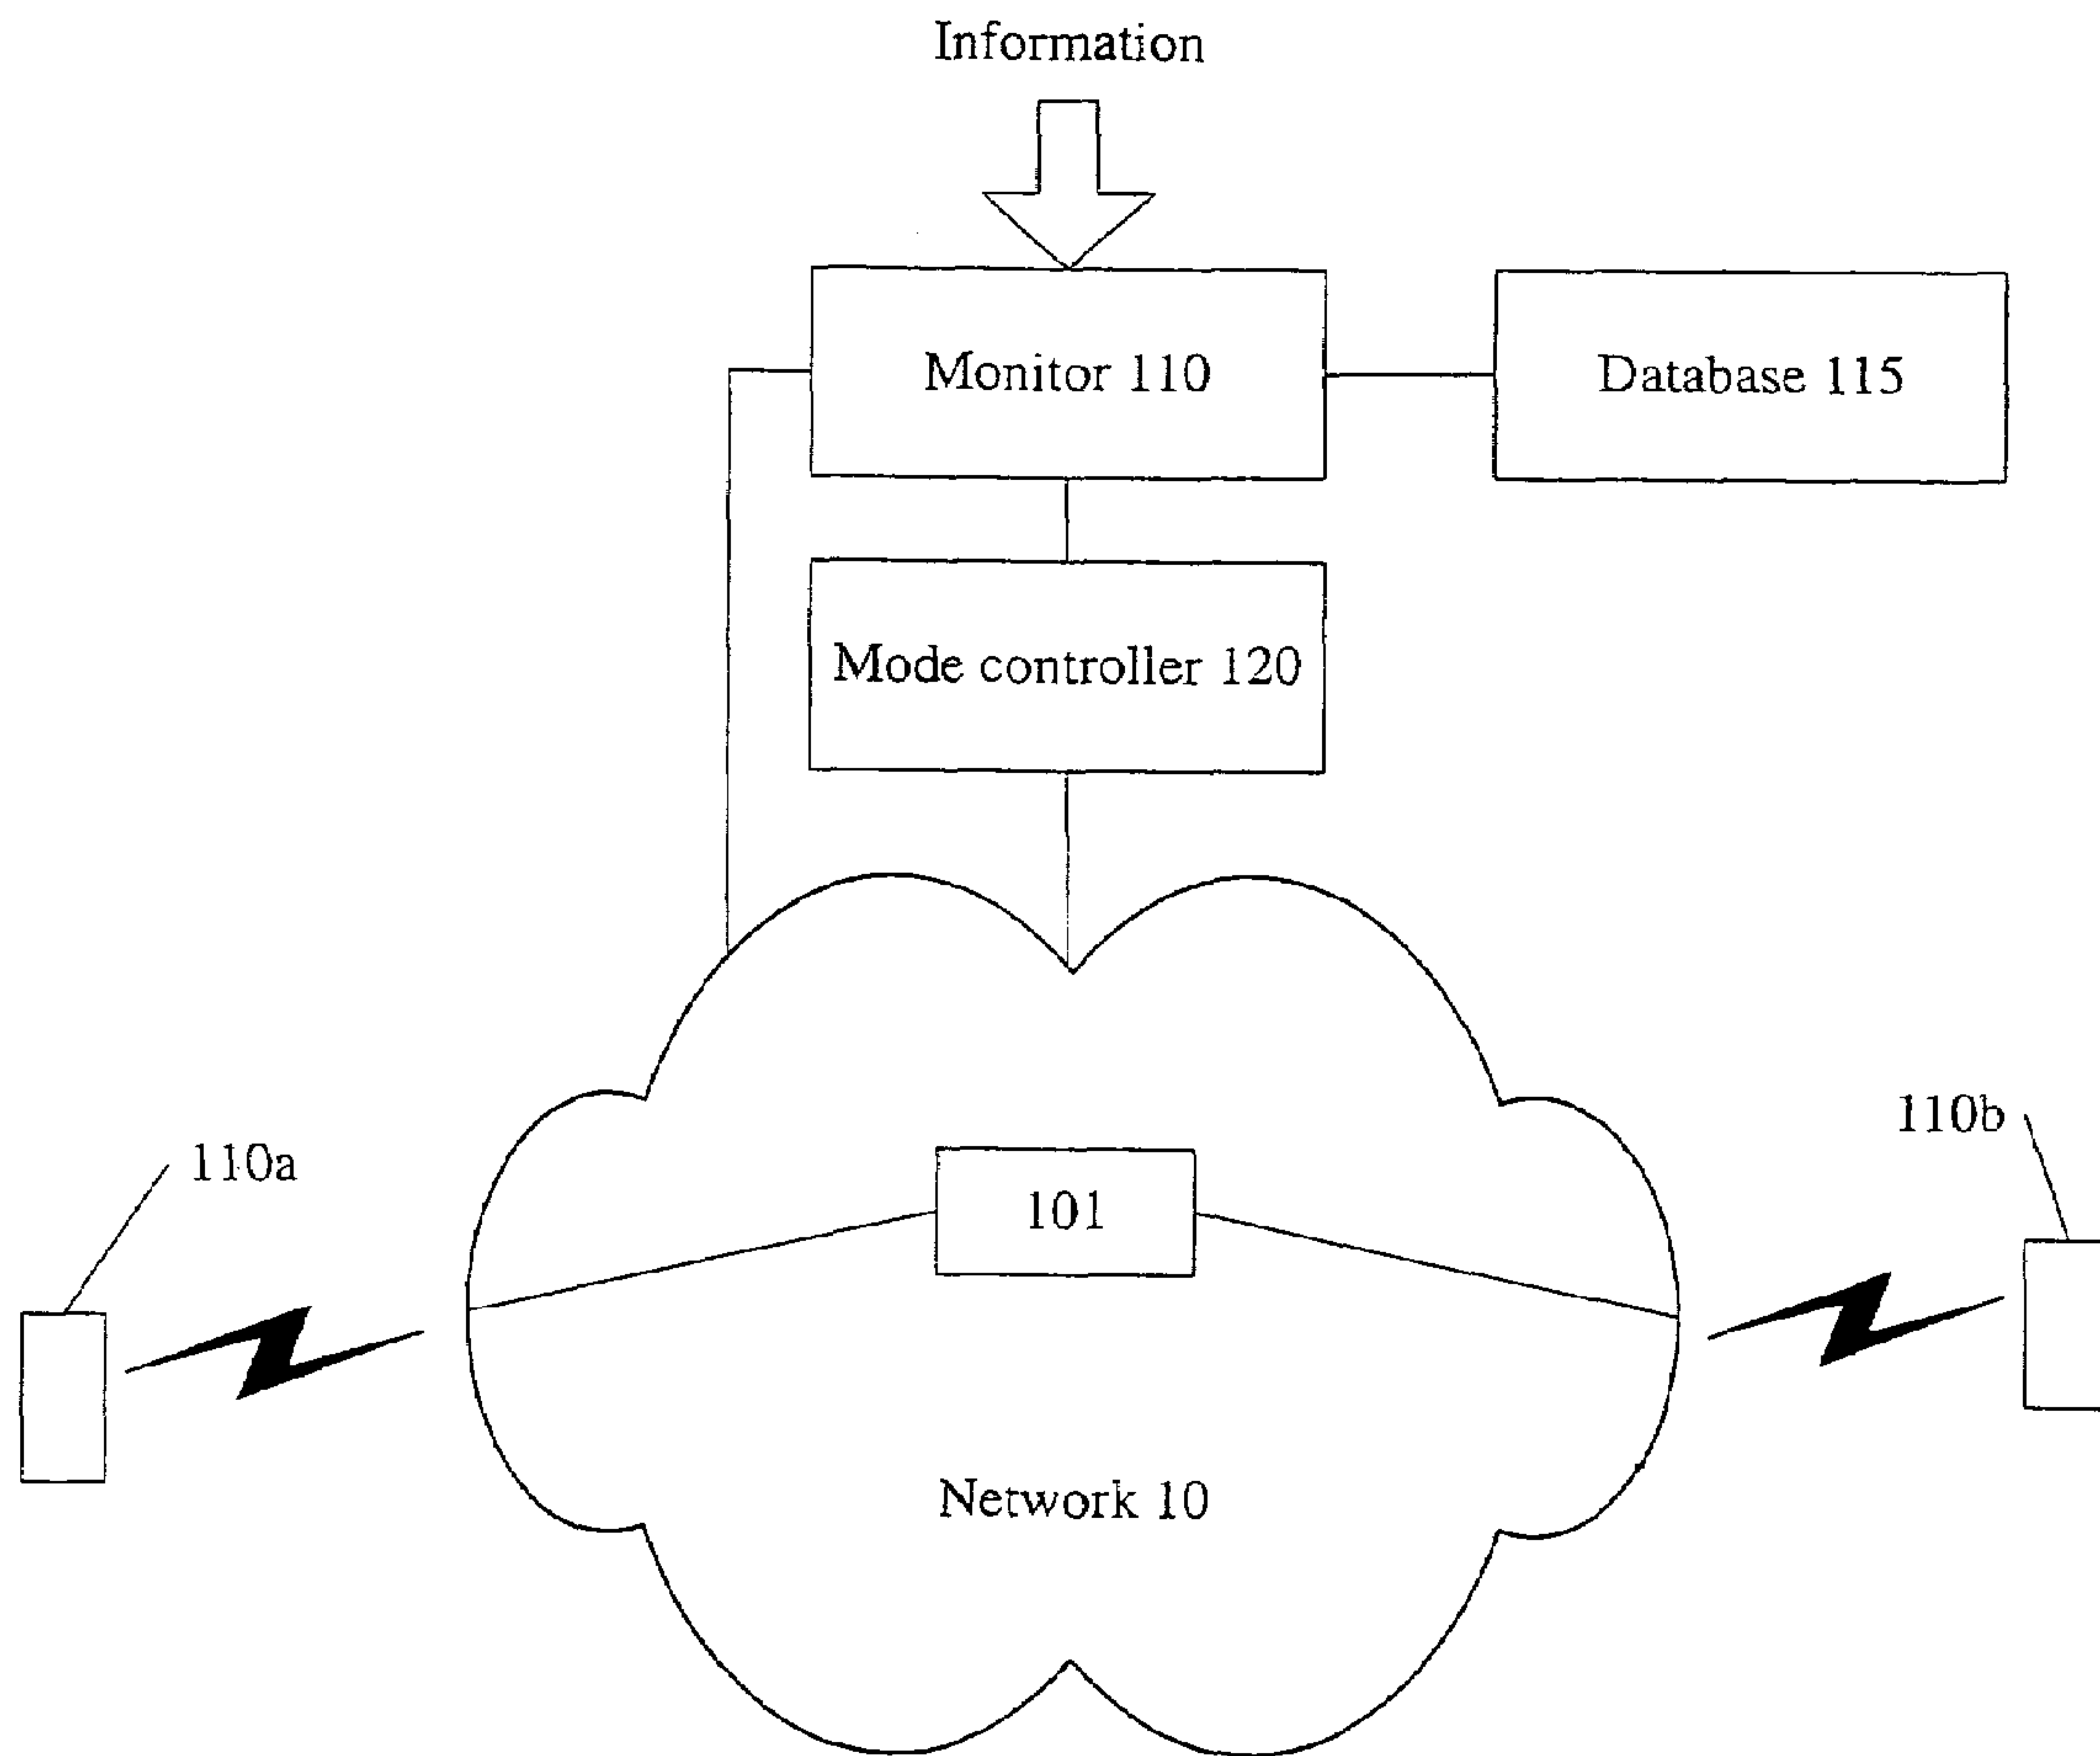 Information
Monitor 110
Database 115
Mode controller 120
110b
110a
101
Network 10